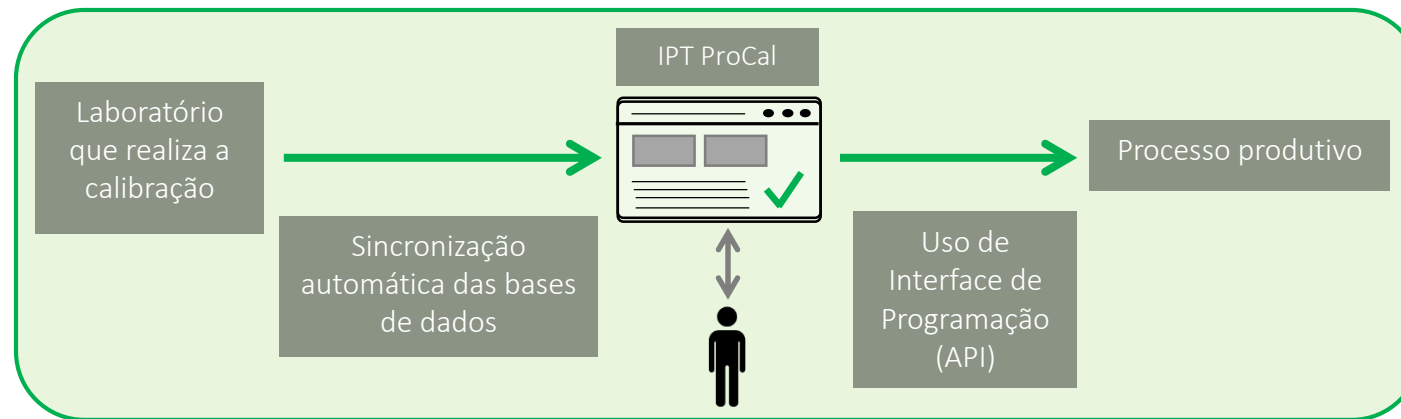 IPT ProCal
Laboratório
que realiza a
calibração
Sincronização
automática das bases
de dados
Uso de
Interface de
Programação
(API)
Processo produtivo